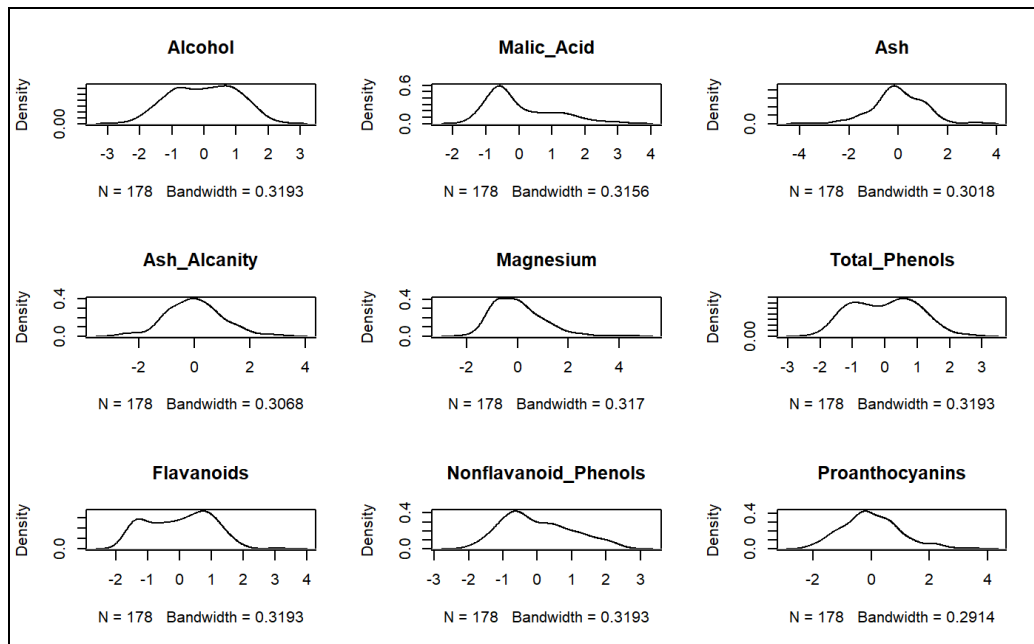 Alcohol
Density
0.00
-3 -2 -1 0 1 2 3
N = 178 Bandwidth = 0.3193
Malic_Acid
Density
0.6
0.0
-2 -1 0 1 2 3 4
N = 178 Bandwidth = 0.3156
Ash
Density
0.0
-4 -2 0 2 4
N = 178 Bandwidth = 0.3018
Ash_Alcanity
Density
0.4
0.0
-2 0 2 4
N = 178 Bandwidth = 0.3068
Magnesium
Density
0.4
0.0
-2 0 2 4
N = 178 Bandwidth = 0.317
Total_Phenols
Density
0.00
-3 -2 -1 0 1 2 3
N = 178 Bandwidth = 0.3193
Flavanoids
Density
0.0
-2 -1 0 1 2 3 4
N = 178 Bandwidth = 0.3193
Nonflavanoid_Phenols
Density
0.4
0.0
-3 -2 -1 0 1 2 3
N = 178 Bandwidth = 0.3193
Proanthocyanins
Density
0.4
0.0
-2 0 2 4
N = 178 Bandwidth = 0.2914